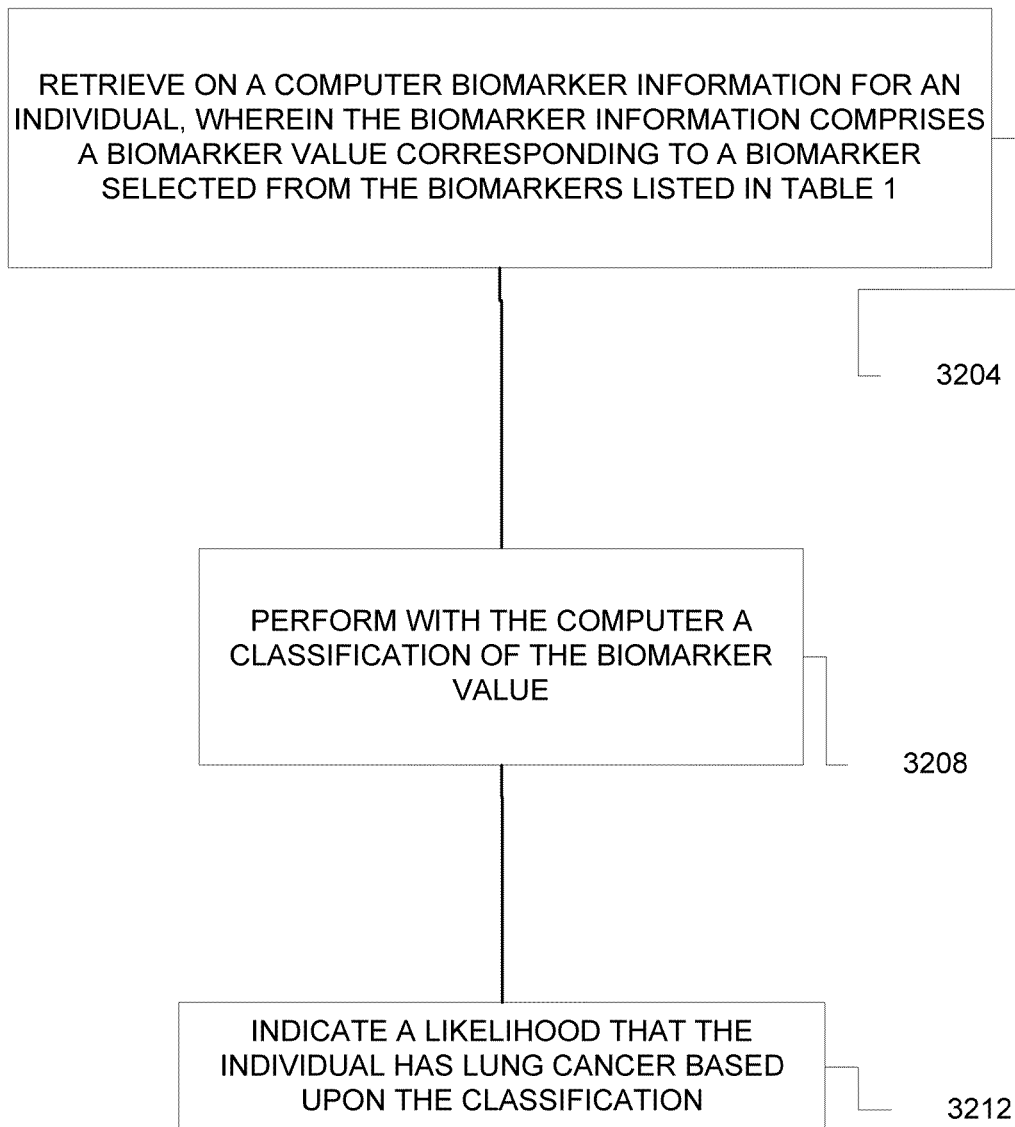 RETRIEVE ON A COMPUTER BIOMARKER INFORMATION FOR AN
INDIVIDUAL, WHEREIN THE BIOMARKER INFORMATION COMPRISES
A BIOMARKER VALUE CORRESPONDING TO A BIOMARKER
SELECTED FROM THE BIOMARKERS LISTED IN TABLE 1
3204
PERFORM WITH THE COMPUTER A
CLASSIFICATION OF THE BIOMARKER
VALUE
3208
INDICATE A LIKELIHOOD THAT THE
INDIVIDUAL HAS LUNG CANCER BASED
UPON THE CLASSIFICATION
3212